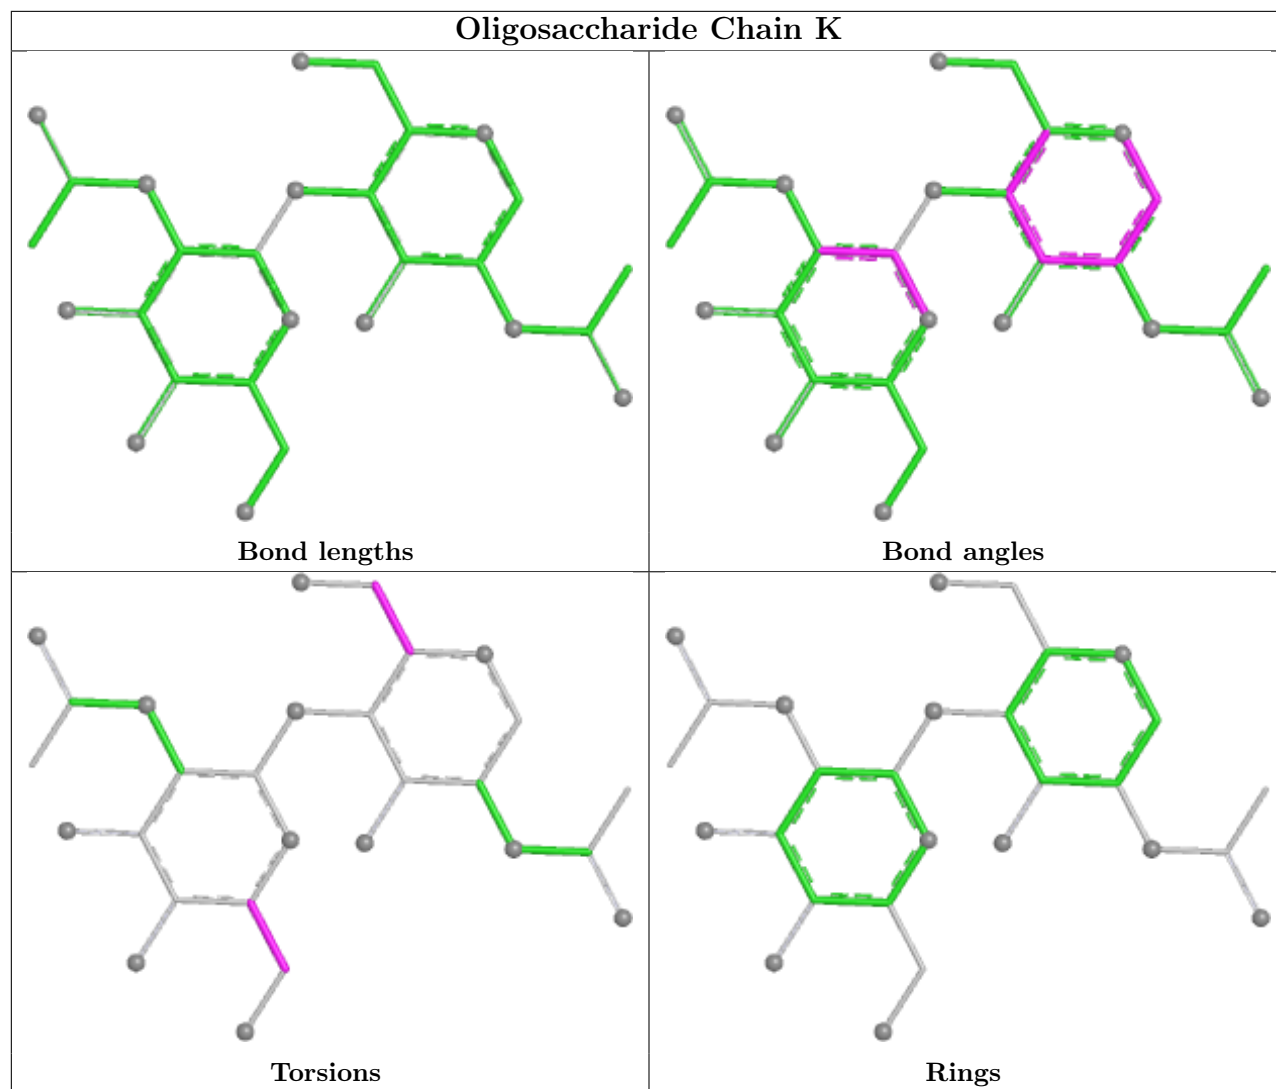 Oligosaccharide Chain K
Bond lengths
Bond angles
Torsions
Rings